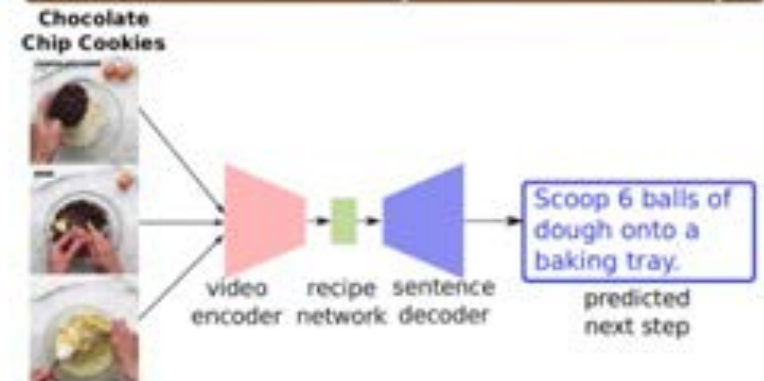 Chocolate
Chip Cookies
video
encoder
recipe
network
sentence
decoder
Scoop 6 balls of
dough onto a
baking tray.
predicted
next step